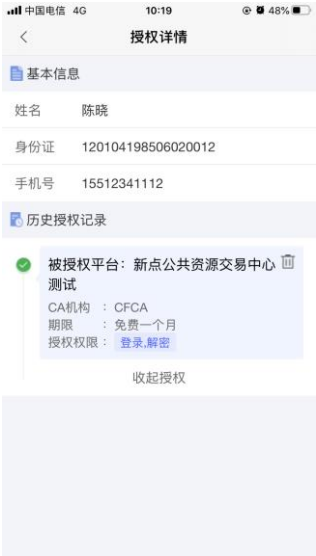 中国电信 4G 10:19 48%
授权详情
基本信息
姓名 陈晓
身份证 120104198506020012
手机号 15512341112
历史授权记录
被授权平台：新点公共资源交易中心
测试
CA机构 ： CFCA
期限 ： 免费一个月
授权权限： 登录,解密
收起授权